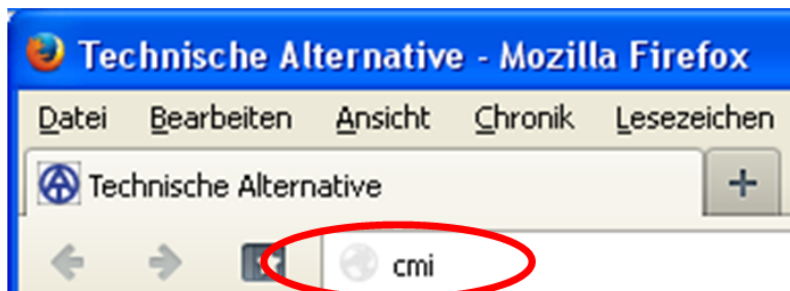 Technische Alternative - Mozilla Firefox
Datei Bearbeiten Ansicht Chronik Lesezeichen
Technische Alternative +
cmi